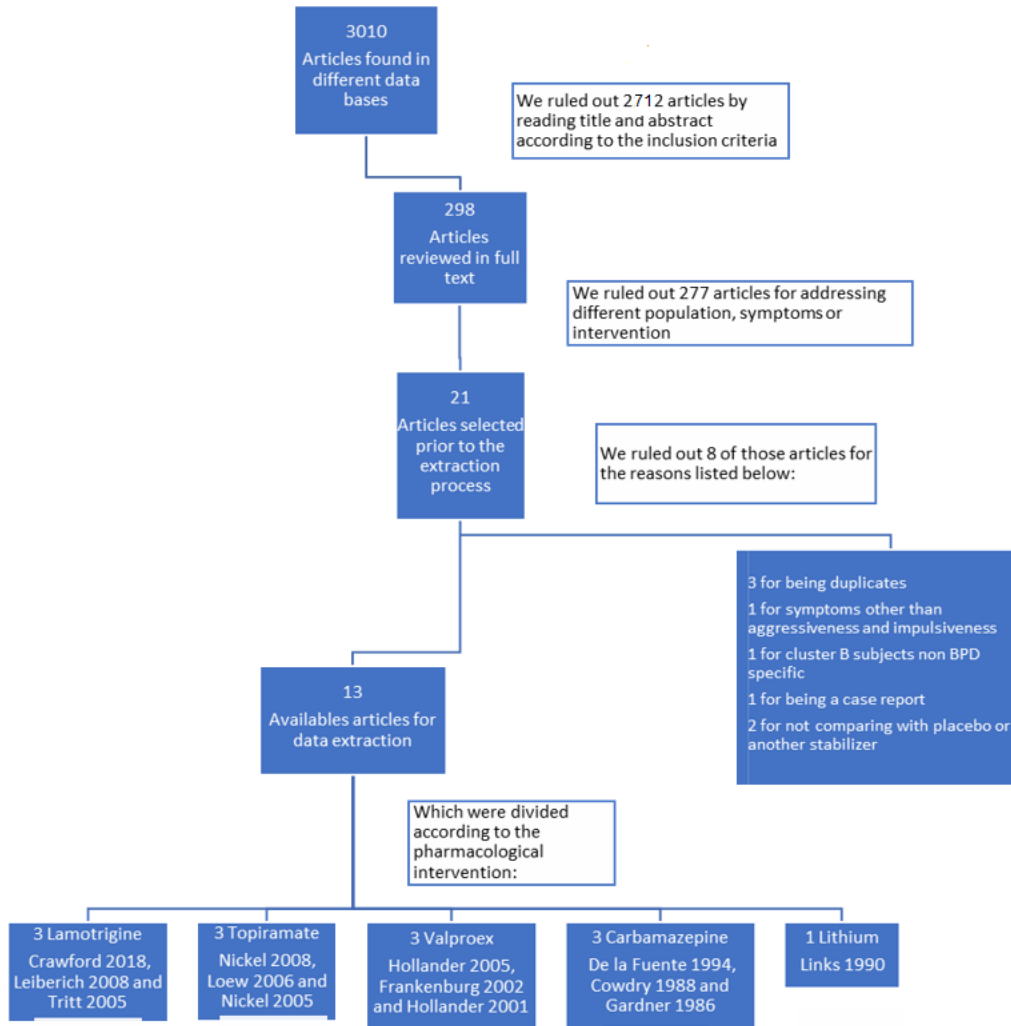 3010
Articles found in
different data
bases
We ruled out 2712 articles by
reading title and abstract
according to the inclusion criteria
298
Articles
reviewed in full
text
We ruled out 277 articles for addressing
different population, symptoms or
intervention
21
Articles selected
prior to the
extraction
process
We ruled out 8 of those articles for
the reasons listed below:
3 for being duplicates
1 for symptoms other than
aggressiveness and impulsiveness
1 for cluster B subjects non BPD
specific
1 for being a case report
2 for not comparing with placebo or
another stabilizer
13
Availables articles for
data extraction
Which were divided
according to the
pharmacological
intervention:
3 Lamotrigine
Crawford 2018,
Leiberich 2008 and
Tritt 2005
3 Topiramate
Nickel 2008,
Loew 2006 and
Nickel 2005
3 Valproex
Hollander 2005,
Frankenburg 2002
and Hollander 2001
3 Carbamazepine
De la Fuente 1994,
Cowdry 1988 and
Gardner 1986
1 Lithium
Links 1990